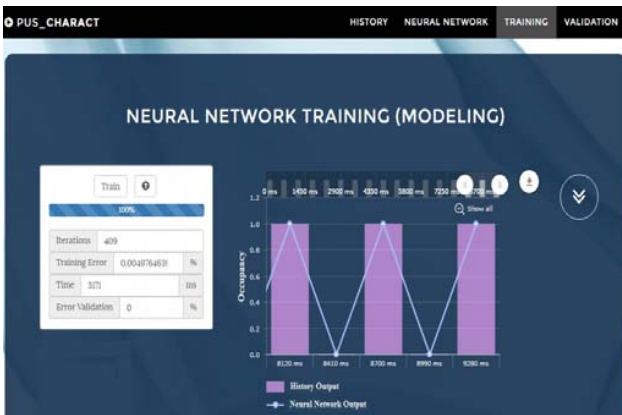 PUS_CHARACT HISTORY NEURAL NETWORK TRAINING VALIDATION
NEURAL NETWORK TRAINING (MODELING)
Train
100%
Iterations 409
Training Error %
Time 3171 ms
Error Validation 0 %
0 ms 1450 ms 2900 ms 4350 ms 5800 ms 7250
Show all
Occupancy
1.2
1.0
0.8
0.6
0.4
0.2
0.0
8120 ms 8410 ms 8700 ms 8990 ms 9280 ms
History Output
Neural Network Output